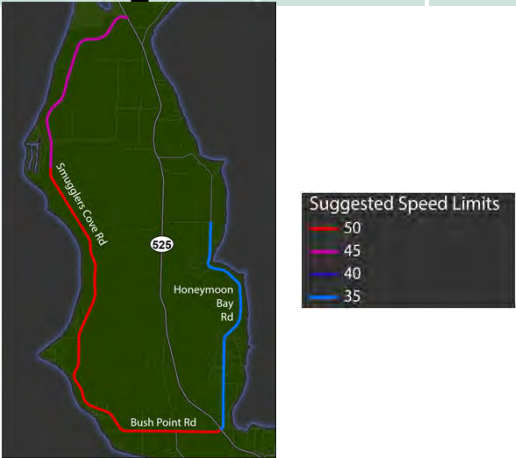 Smugglers Cove Rd
525
Honeymoon
Bay
Rd
Bush Point Rd
Suggested Speed Limits
50
45
40
35